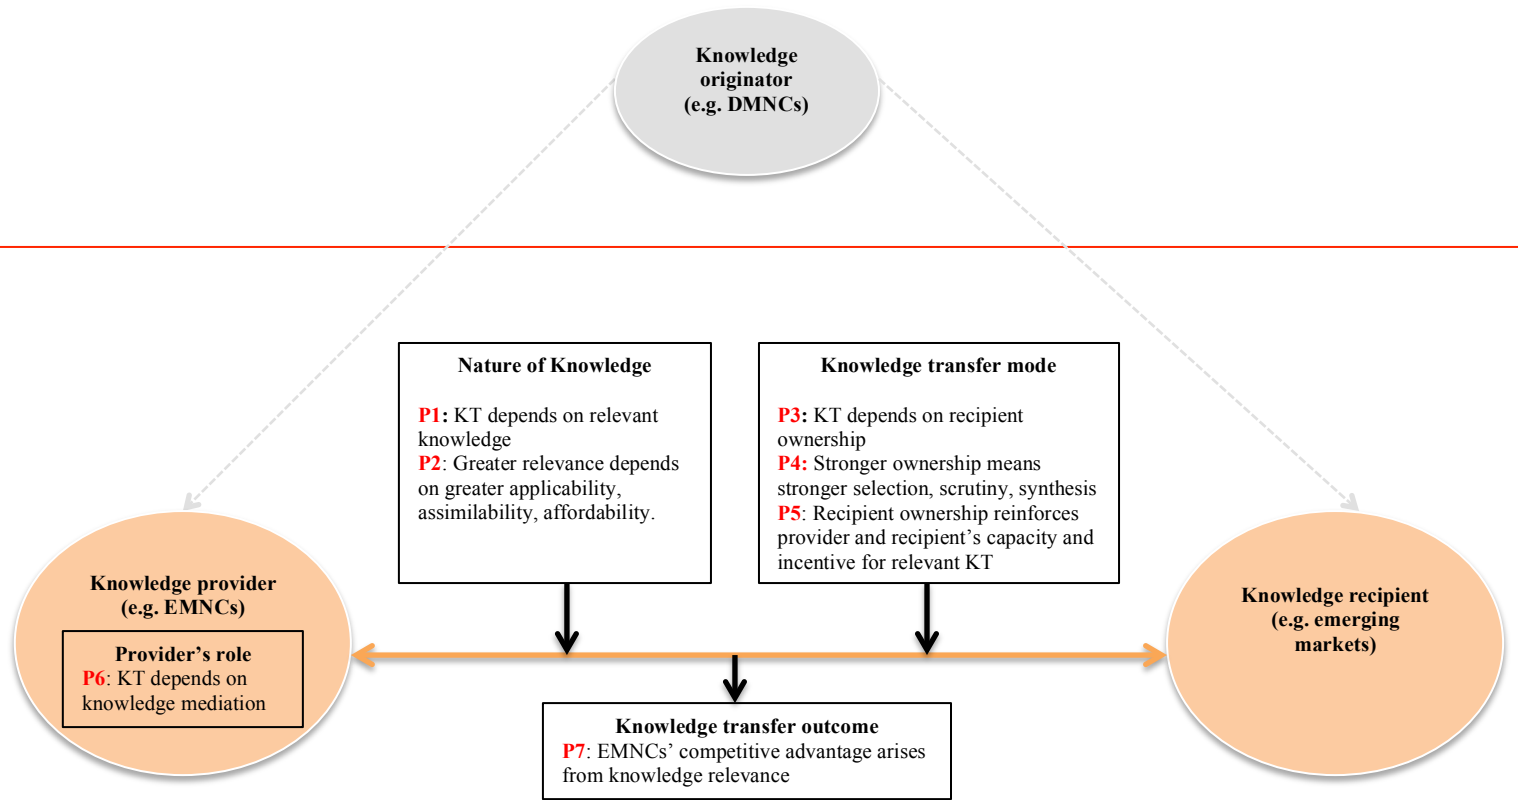 Knowledge
originator
(e.g. DMNCs)
Nature of Knowledge
P1: KT depends on relevant
knowledge
P2: Greater relevance depends
on greater applicability,
assimilability, affordability.
Knowledge transfer mode
P3: KT depends on recipient
ownership
P4: Stronger ownership means
stronger selection, scrutiny, synthesis
P5: Recipient ownership reinforces
provider and recipient’s capacity and
incentive for relevant KT
Knowledge provider
(e.g. EMNCs)
Provider’s role
P6: KT depends on
knowledge mediation
Knowledge recipient
(e.g. emerging
markets)
Knowledge transfer outcome
P7: EMNCs’ competitive advantage arises
from knowledge relevance